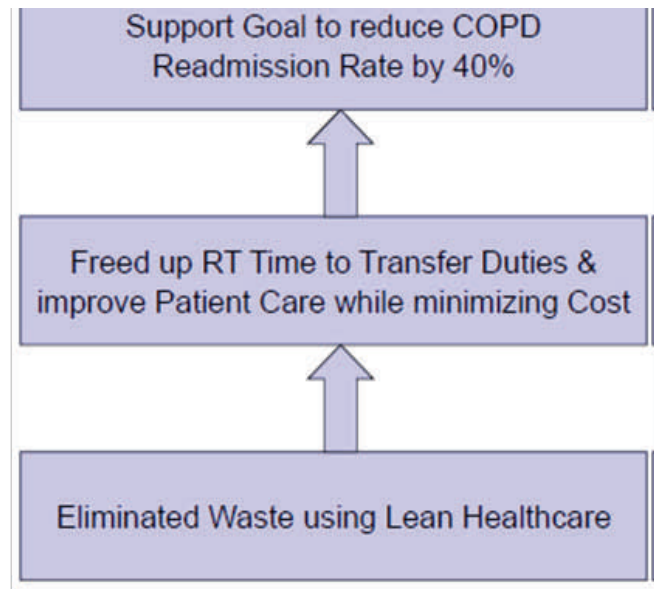 Support Goal to reduce COPD
Readmission Rate by 40%
Freed up RT Time to Transfer Duties &
improve Patient Care while minimizing Cost
Eliminated Waste using Lean Healthcare